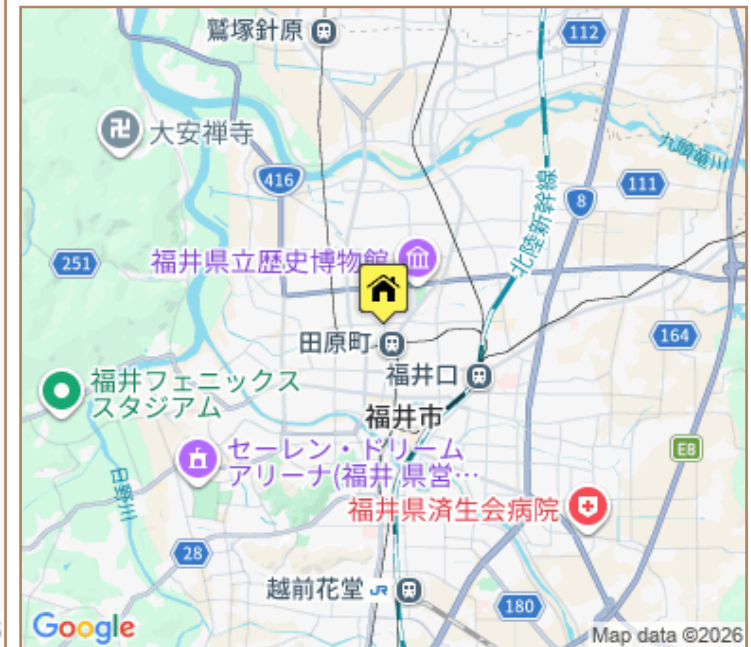 鷲塚針原
112
卍 大安禅寺
九頭竜川
416
111
8
北陸新幹線
251
福井県立歴史博物館
164
田原町
福井口
福井フェニックス
スタジアム
福井市
セーレン・ドリーム
アリーナ(福井 県営…
E8
日野川
福井県済生会病院
28
越前花堂 JR
180
Google
Map data ©2026